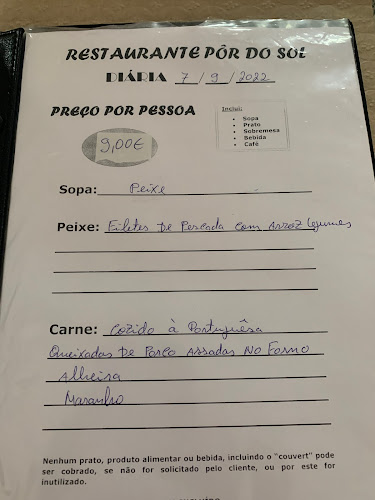 RESTAURANTE PÔR DO SOL
DIÁRIA 7 / 9 / 2022
PREÇO POR PESSOA
9,00€
Inclui:
• Sopa
• Prato
• Sobremesa
• Bebida
• Café
Sopa: Peixe
Peixe: Filetes de Pescada com Arroz Legumes
Carne: Cozido à Portuguêsa
Queixadas de Porco Assadas no Forno
Alheira
Maranho
Nenhum prato, produto alimentar ou bebida, incluindo o "couvert" pode
ser cobrado, se não for solicitado pelo cliente, ou por este for
inutilizado.